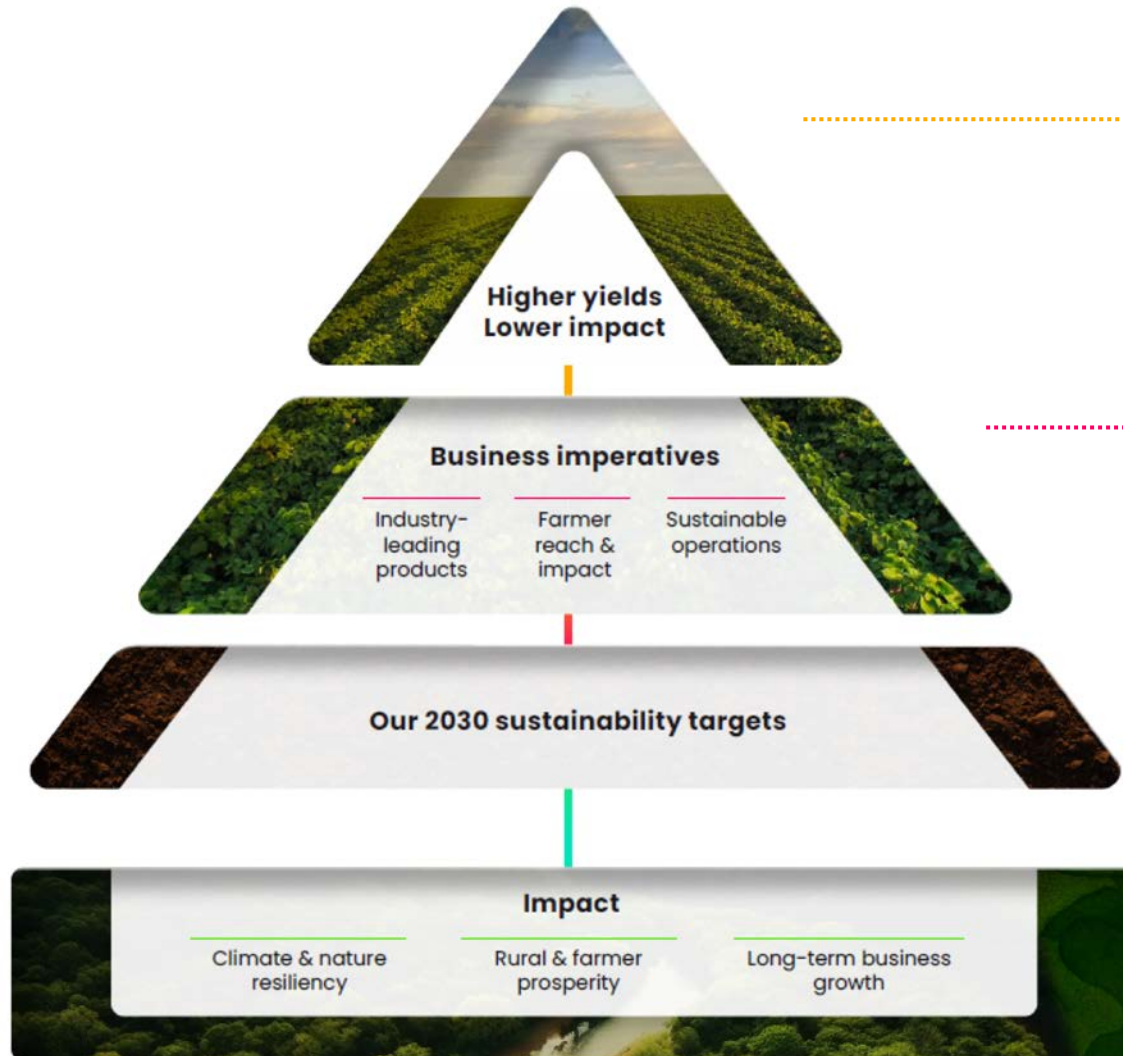 Higher yields
Lower impact
Business imperatives
Industry-
leading
products
Farmer
reach &
impact
Sustainable
operations
Our 2030 sustainability targets
Impact
Climate & nature
resiliency
Rural & farmer
prosperity
Long-term business
growth